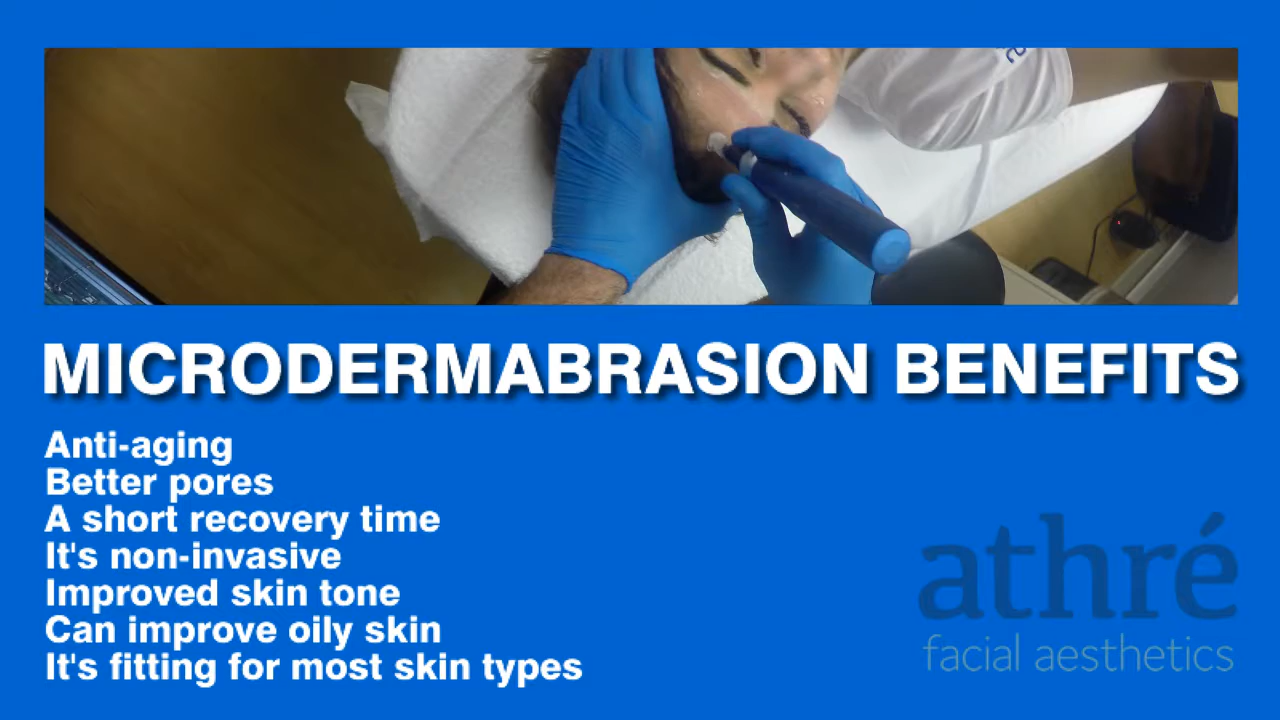 MICRODERMABRASION BENEFITS
Anti-aging
Better pores
A short recovery time
It's non-invasive
Improved skin tone
Can improve oily skin
It's fitting for most skin types
athré
facial aesthetics